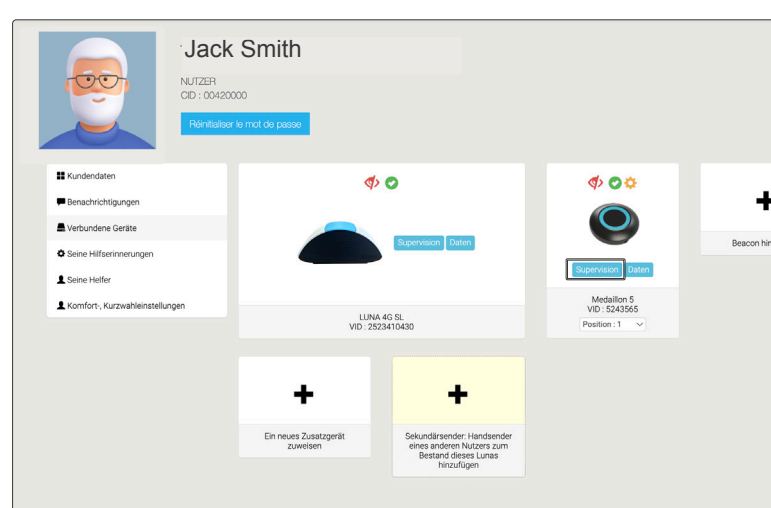 Jack Smith
NUTZER
CID : 00420000
Réinitialiser le mot de passe
Kundendaten
Benachrichtigungen
Verbundene Geräte
Seine Hilfserinnerungen
Seine Helfer
Komfort-, Kurzwahleinstellungen
Supervision Daten
LUNA 4G SL
VID : 2523410430
Supervision Daten
Medaillon 5
VID : 5243565
Position : 1
Beacon hin
Ein neues Zusatzgerät
zuweisen
Sekundärsender: Handsender
eines anderen Nutzers zum
Bestand dieses Lunas
hinzufügen